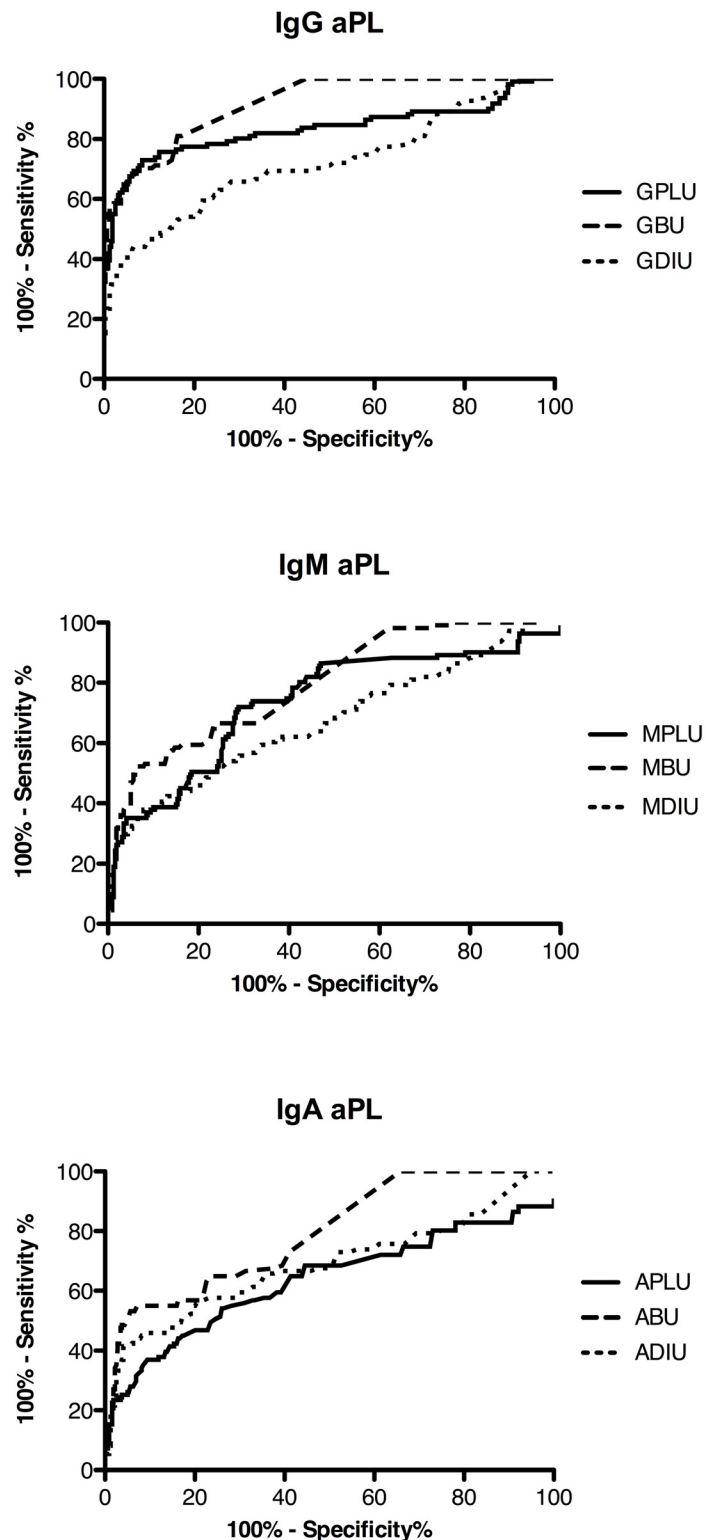 IgG aPL
100
80
60
40
20
0
100% - Sensitivity %
0 20 40 60 80 100
100% - Specificity%
GPLU
GBU
GDIU
IgM aPL
100
80
60
40
20
0
100% - Sensitivity %
0 20 40 60 80 100
100% - Specificity%
MPLU
MBU
MDIU
IgA aPL
100
80
60
40
20
0
100% - Sensitivity %
0 20 40 60 80 100
100% - Specificity%
APLU
ABU
ADIU